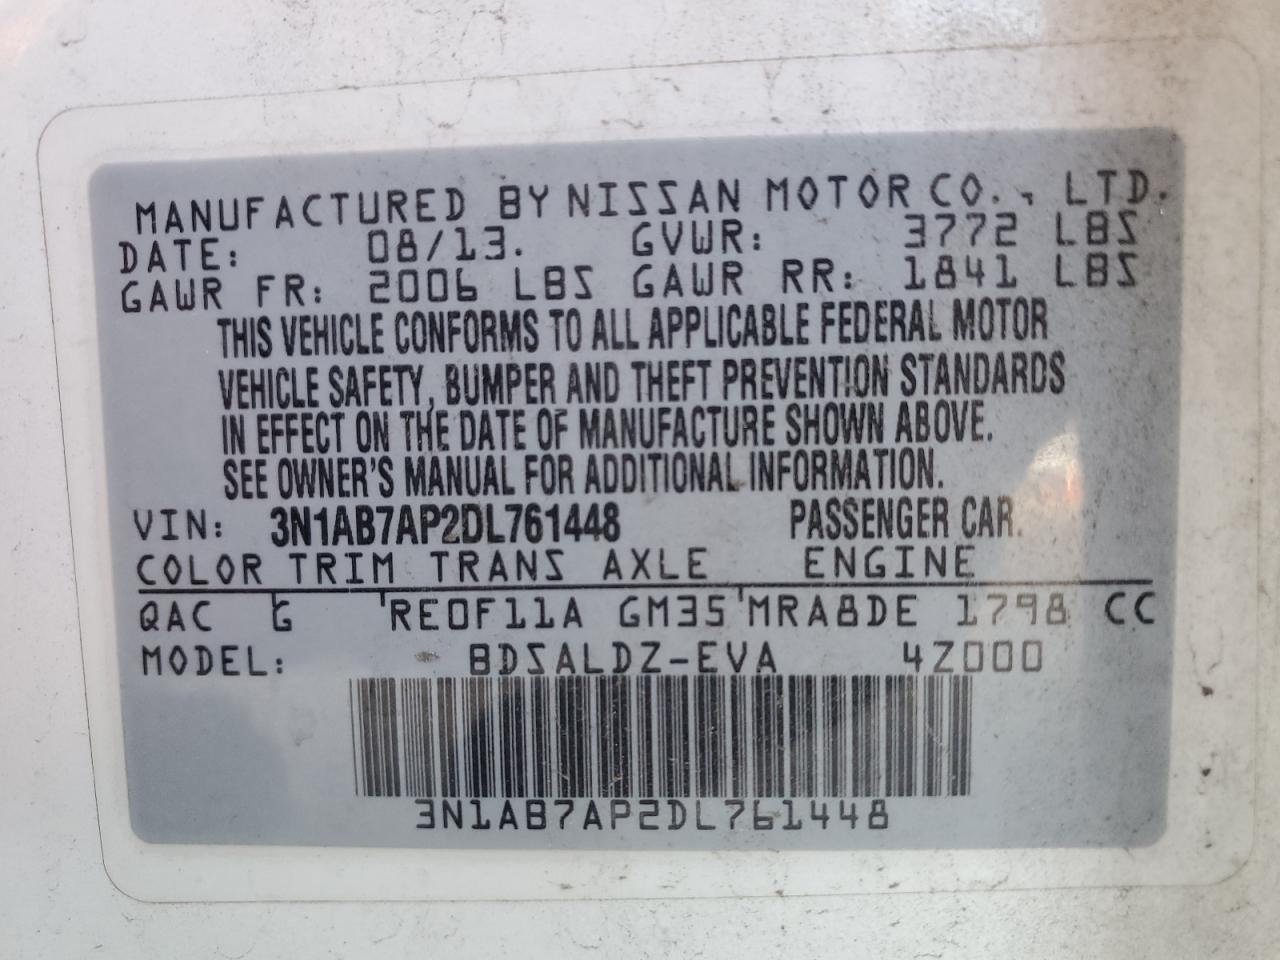 MANUFACTURED BY NISSAN MOTOR CO., LTD.
DATE: 08/13. GVWR: 3772 LBS
GAWR FR: 2006 LBS GAWR RR: 1841 LBS
THIS VEHICLE CONFORMS TO ALL APPLICABLE FEDERAL MOTOR
VEHICLE SAFETY, BUMPER AND THEFT PREVENTION STANDARDS
IN EFFECT ON THE DATE OF MANUFACTURE SHOWN ABOVE.
SEE OWNER'S MANUAL FOR ADDITIONAL INFORMATION.
VIN: 3N1AB7AP2DL761448 PASSENGER CAR.
COLOR TRIM TRANS AXLE ENGINE
QAC G RE0F11A GM35 MRA8DE 1798 CC
MODEL: BDSALDZ-EVA 4Z000
3N1AB7AP2DL761448